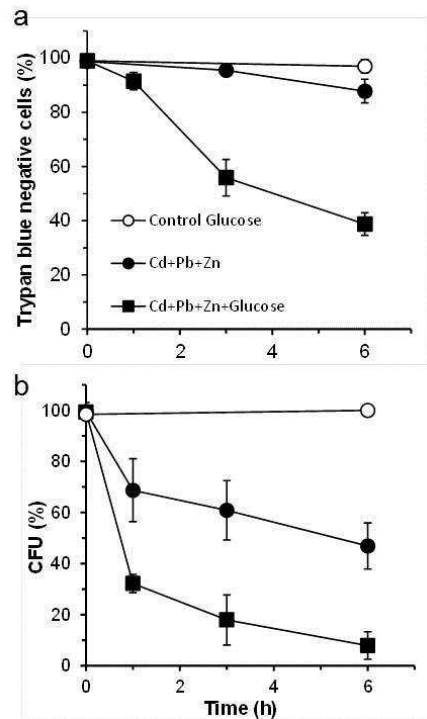 a
Trypan blue negative cells (%)
100
80
60
40
20
0
Control Glucose
Cd+Pb+Zn
Cd+Pb+Zn+Glucose
0 2 4 6
b
CFU (%)
100
80
60
40
20
0
0 2 4 6
Time (h)